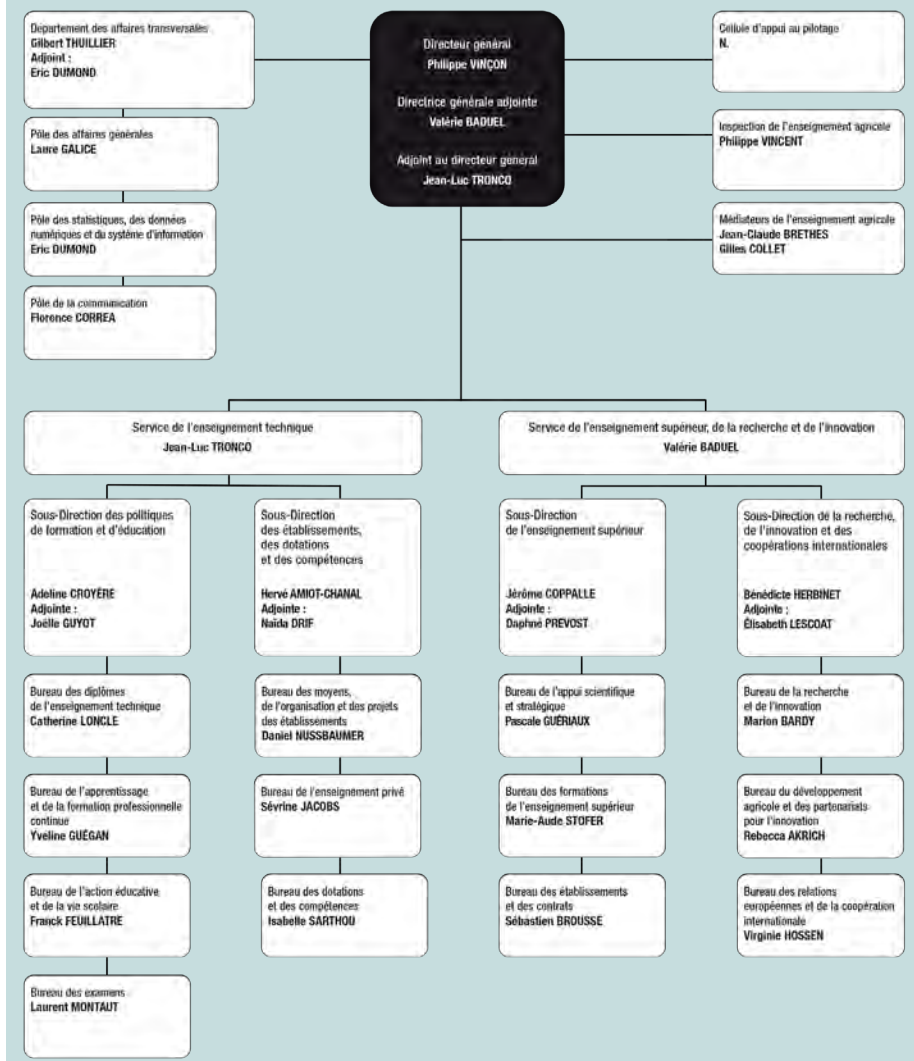 Département des affaires transversales
Gilbert THUILLIER
Adjoint :
Eric DUMOND
Pôle des affaires générales
Laure GALICE
Pôle des statistiques, des données
numériques et du système d'information
Eric DUMOND
Pôle de la communication
Florence CORREA
Directeur général
Philippe VINÇON
Directrice générale adjointe
Valérie BADUEL
Adjoint au directeur général
Jean-Luc TRONCO
Cellule d'appui au pilotage
N.
Inspection de l'enseignement agricole
Philippe VINCENT
Médiateurs de l'enseignement agricole
Jean-Claude BRETHES
Gilles COLLET
Service de l'enseignement technique
Jean-Luc TRONCO
Service de l'enseignement supérieur, de la recherche et de l'innovation
Valérie BADUEL
Sous-Direction des politiques
de formation et d'éducation
Adeline CROYÈRE
Adjointe :
Joëlle GUYOT
Bureau des diplômes
de l'enseignement technique
Catherine LONCLE
Bureau de l'apprentissage
et de la formation professionnelle
continue
Yveline GUÉGAN
Bureau de l'action éducative
et de la vie scolaire
Franck FEUILLATRE
Bureau des examens
Laurent MONTAUT
Sous-Direction
des établissements,
des dotations
et des compétences
Hervé AMIOT-CHANAL
Adjointe :
Naïda DRIF
Bureau des moyens,
de l'organisation et des projets
des établissements
Daniel NUSSBAUMER
Bureau de l'enseignement privé
Sévrine JACOBS
Bureau des dotations
et des compétences
Isabelle SARTHOU
Sous-Direction
de l'enseignement supérieur
Jérôme COPPALLE
Adjointe :
Daphné PREVOST
Bureau de l'appui scientifique
et stratégique
Pascale GUÉRIAUX
Bureau des formations
de l'enseignement supérieur
Marie-Aude STOFER
Bureau des établissements
et des contrats
Sébastien BROUSSE
Sous-Direction de la recherche,
de l'innovation et des
coopérations internationales
Bénédicte HERBINET
Adjointe :
Élisabeth LESCOAT
Bureau de la recherche
et de l'innovation
Marion BARDY
Bureau du développement
agricole et des partenariats
pour l'innovation
Rebecca AKRICH
Bureau des relations
européennes et de la coopération
internationale
Virginie HOSSEN